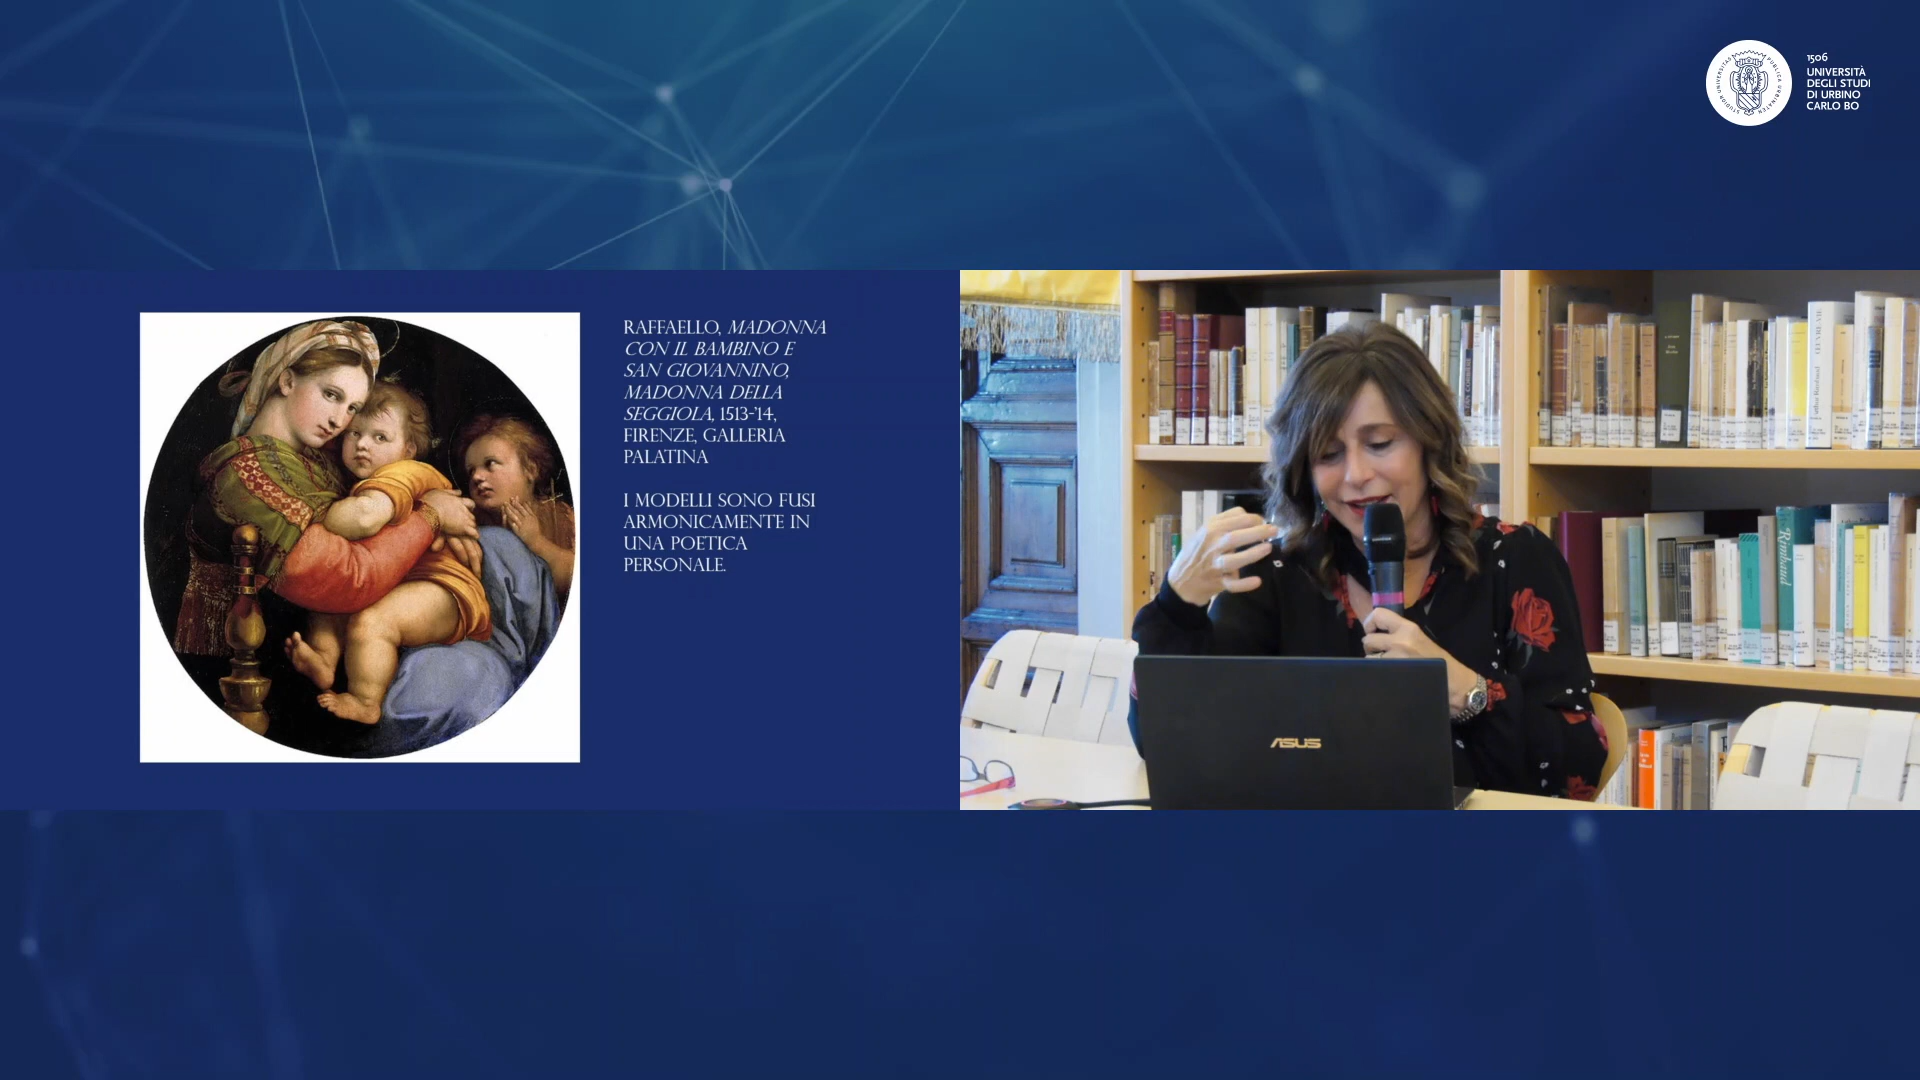 1506
UNIVERSITÀ
DEGLI STUDI
DI URBINO
CARLO BO
RAFFAELLO, MADONNA
CON IL BAMBINO E
SAN GIOVANNINO,
MADONNA DELLA
SEGGIOLA, 1513-'14,
FIRENZE, GALLERIA
PALATINA
I MODELLI SONO FUSI
ARMONICAMENTE IN
UNA POETICA
PERSONALE.
ASUS
Rimbaud